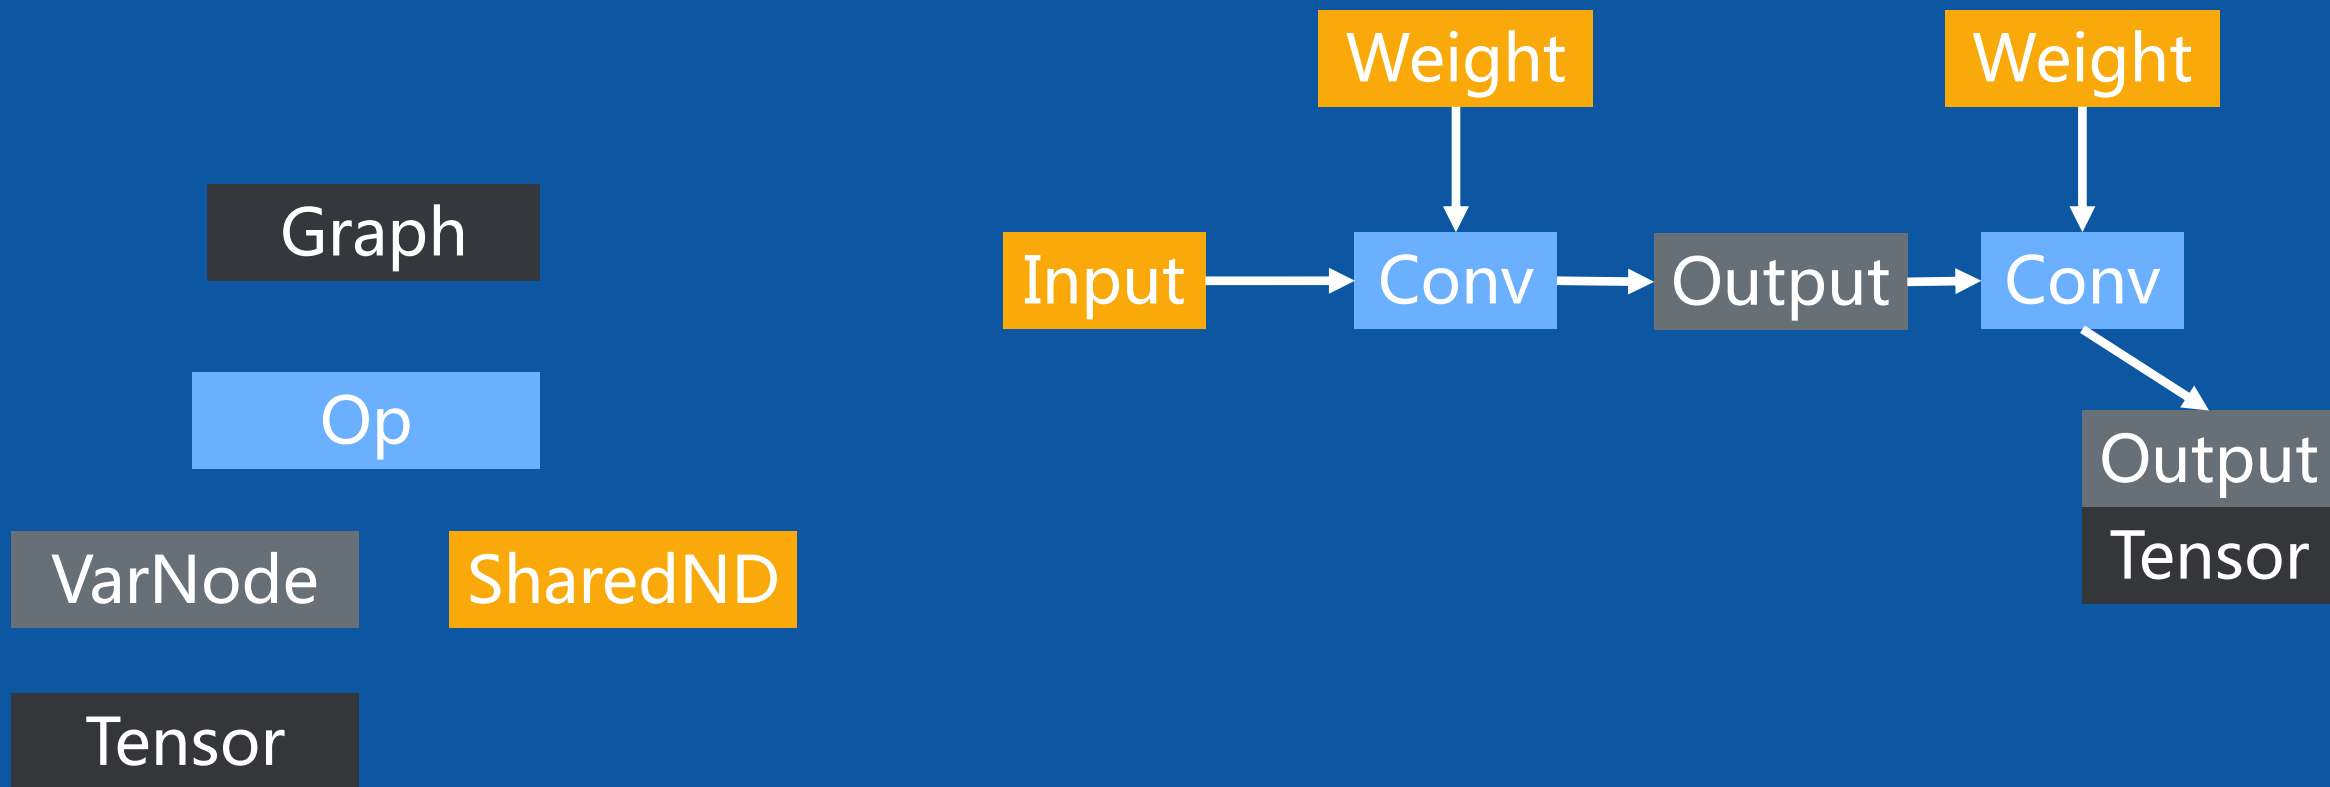 Graph
Op
VarNode
SharedND
Tensor
Weight
Weight
Input
Conv
Output
Conv
Output
Tensor